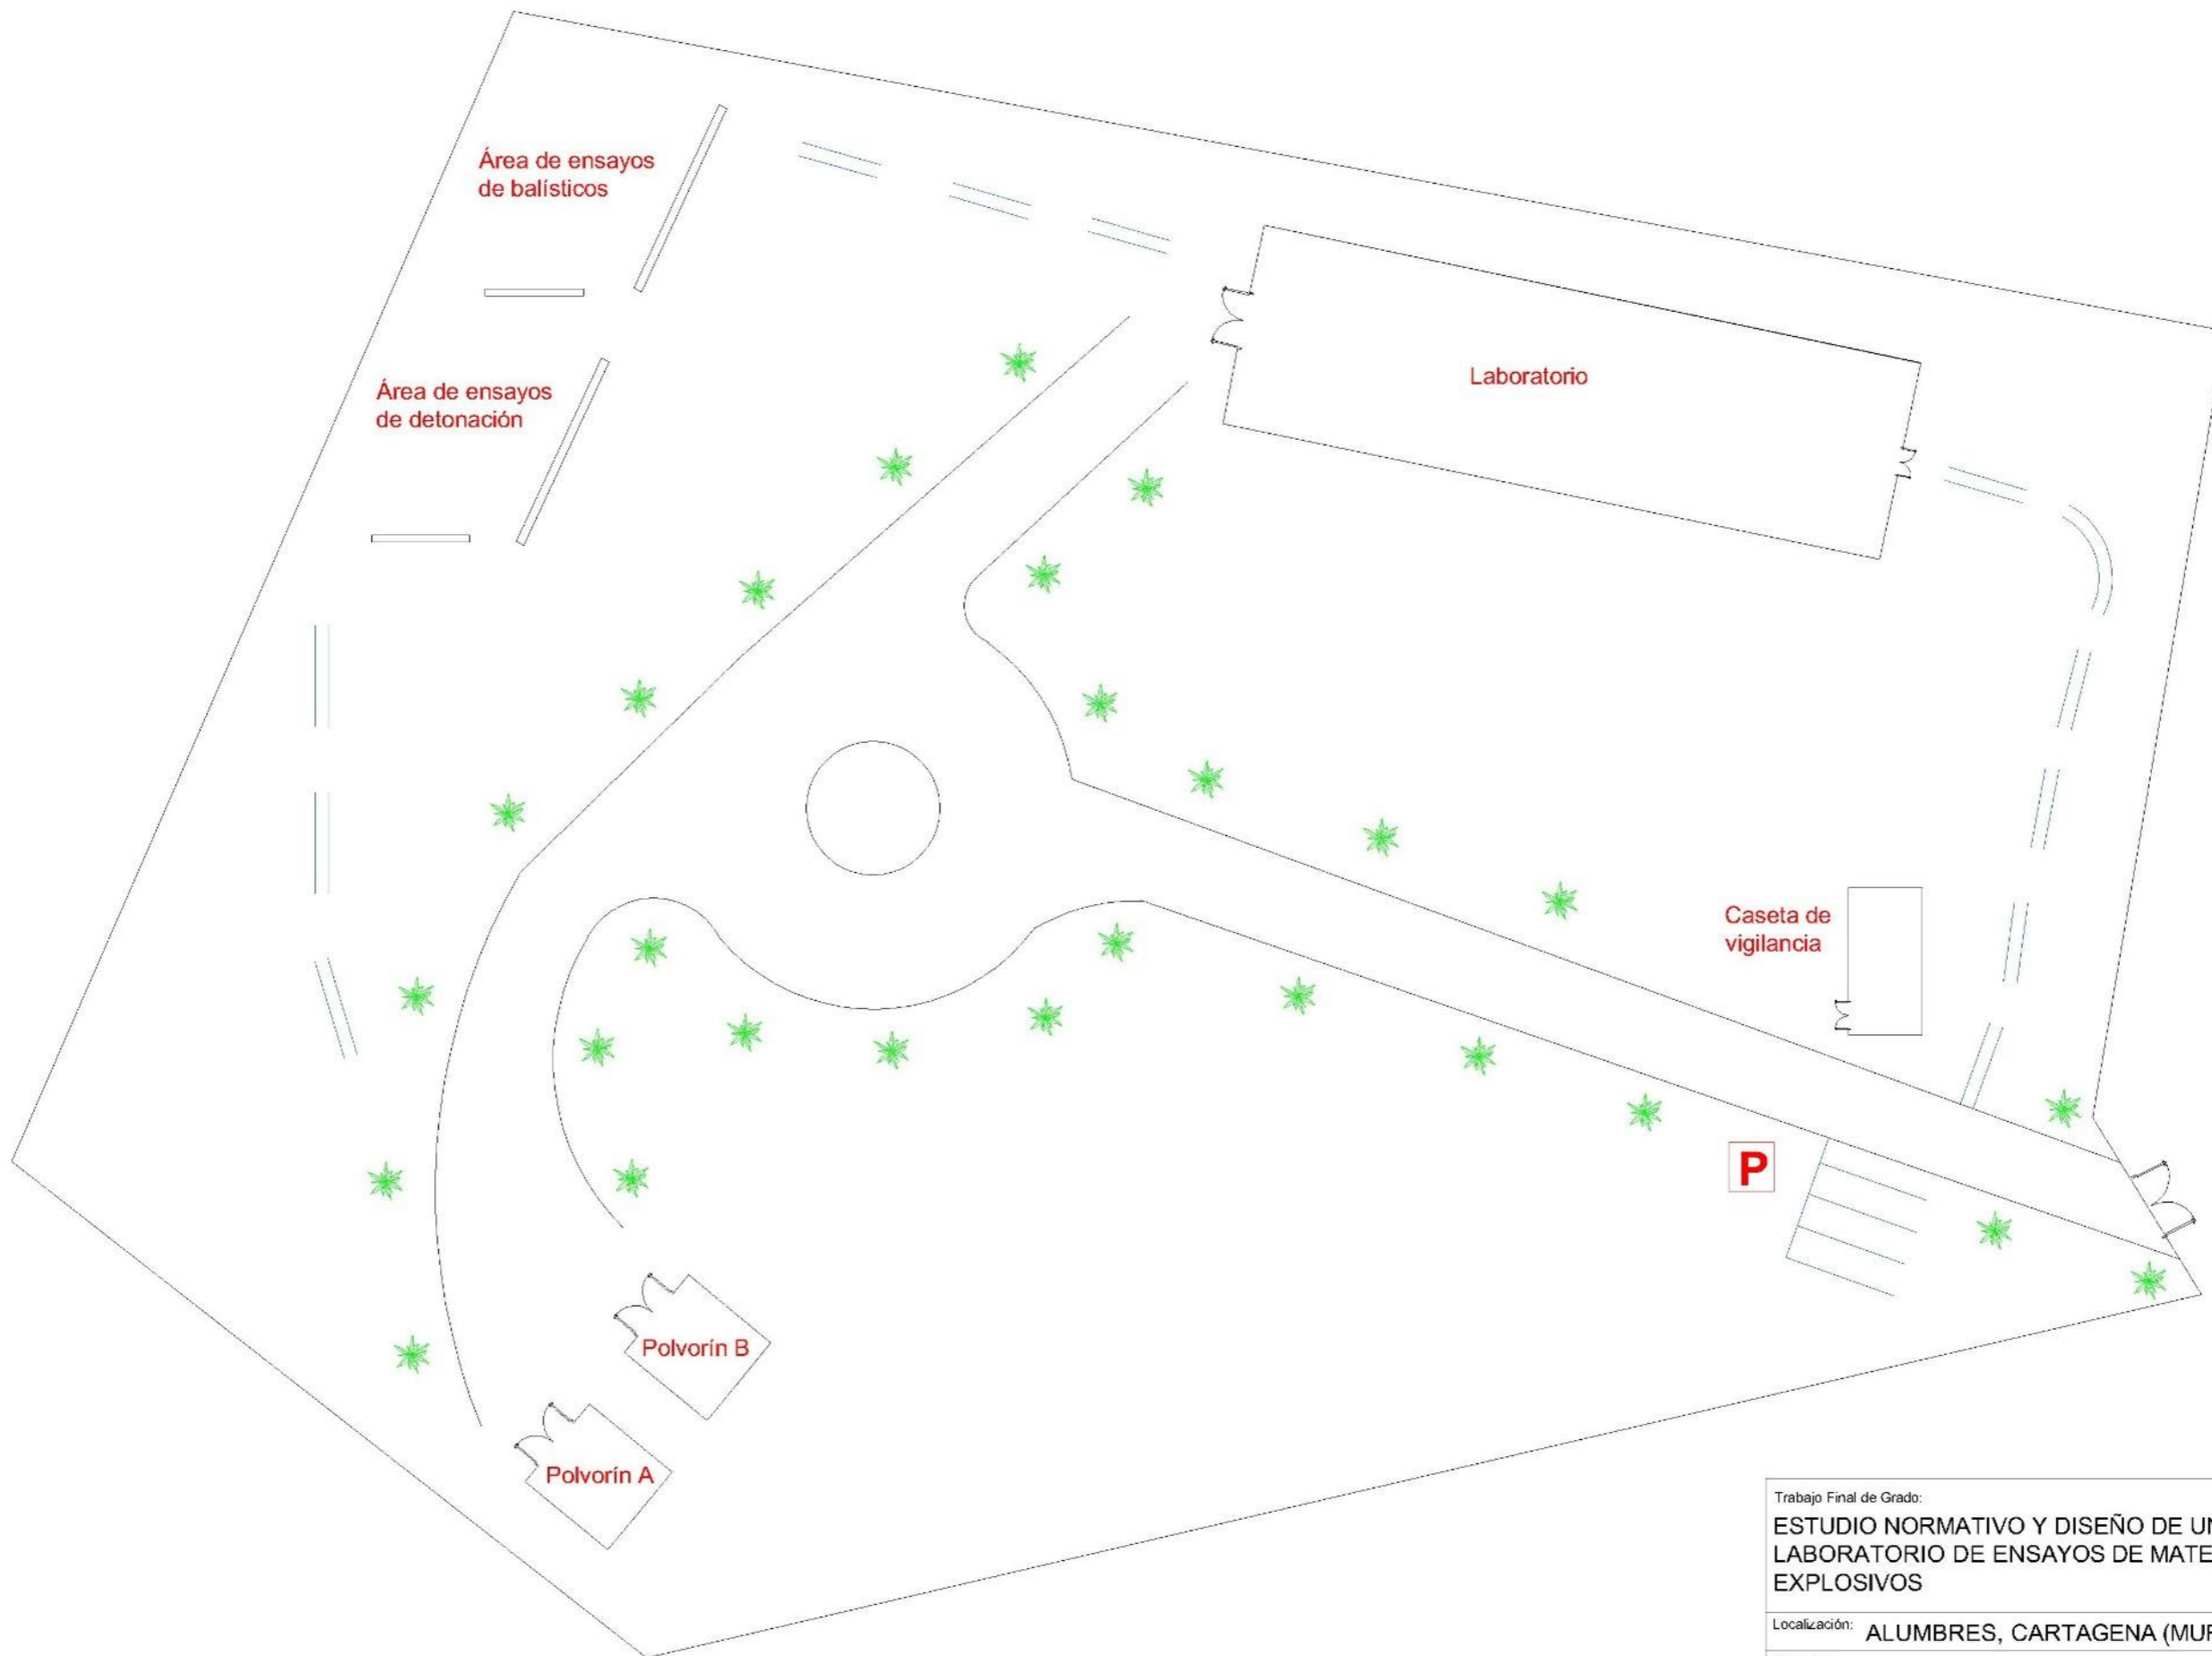 Área de ensayos
de balísticos
Área de ensayos
de detonación
Laboratorio
Caseta de
vigilancia
P
Polvorín B
Polvorín A
Trabajo Final de Grado:
ESTUDIO NORMATIVO Y DISEÑO DE UN
LABORATORIO DE ENSAYOS DE MATE
EXPLOSIVOS
Localización: ALUMBRES, CARTAGENA (MUR